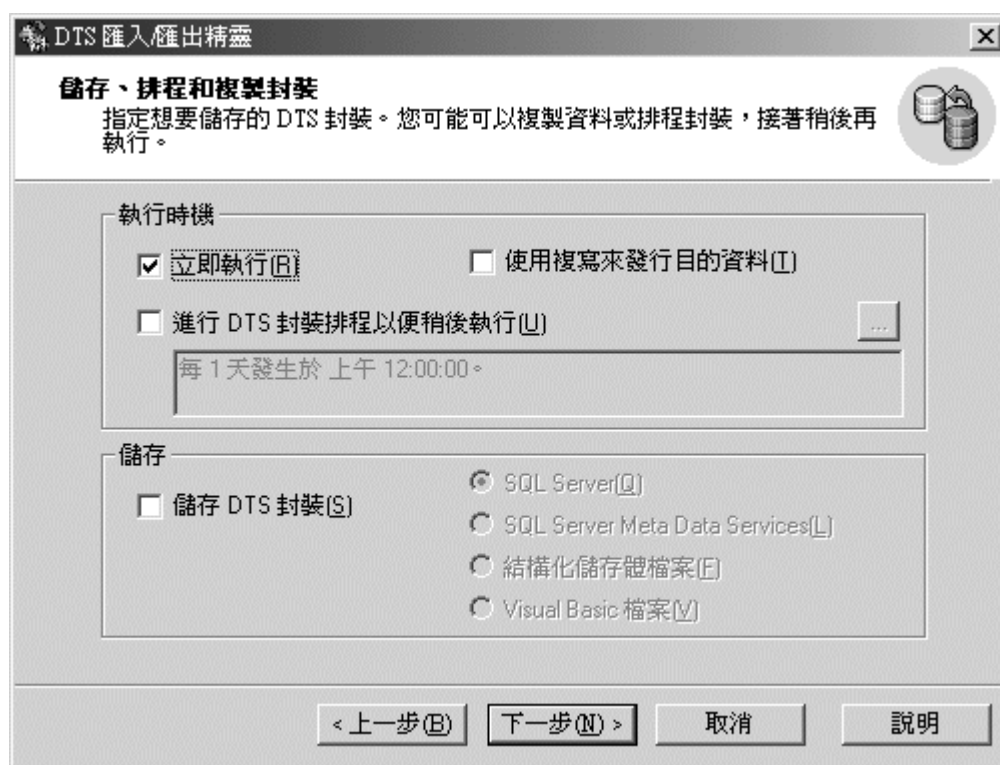 DTS 匯入/匯出精靈
儲存、排程和複製封裝
指定想要儲存的 DTS 封裝。您可能可以複製資料或排程封裝，接著稍後再
執行。
執行時機
立即執行(R)
使用複寫來發行目的資料(T)
進行 DTS 封裝排程以便稍後執行(U)
...
每 1 天發生於 上午 12:00:00。
儲存
儲存 DTS 封裝(S)
SQL Server(Q)
SQL Server Meta Data Services(L)
結構化儲存體檔案(F)
Visual Basic 檔案(V)
< 上一步(B)
下一步(N) >
取消
說明